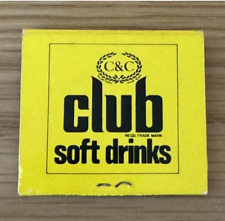 C&C
club
REGD TRADE MARK
soft drinks